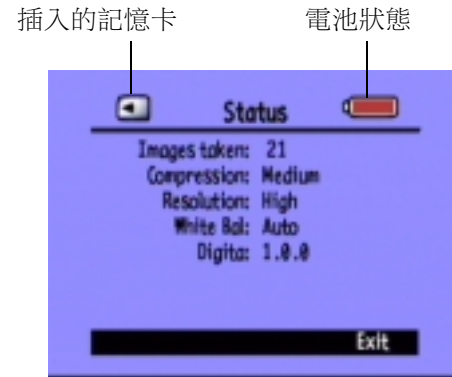 插入的記憶卡 電池狀態
Status
Images taken: 21
Compression: Medium
Resolution: High
White Bal: Auto
Digita: 1.0.0
Exit